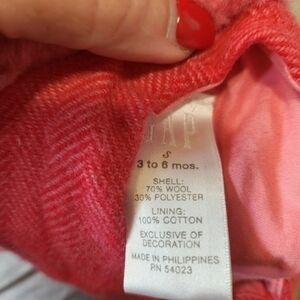 GAP
S
3 to 6 mos.
SHELL:
70% WOOL
30% POLYESTER
LINING:
100% COTTON
EXCLUSIVE OF
DECORATION
MADE IN PHILIPPINES
RN 54023